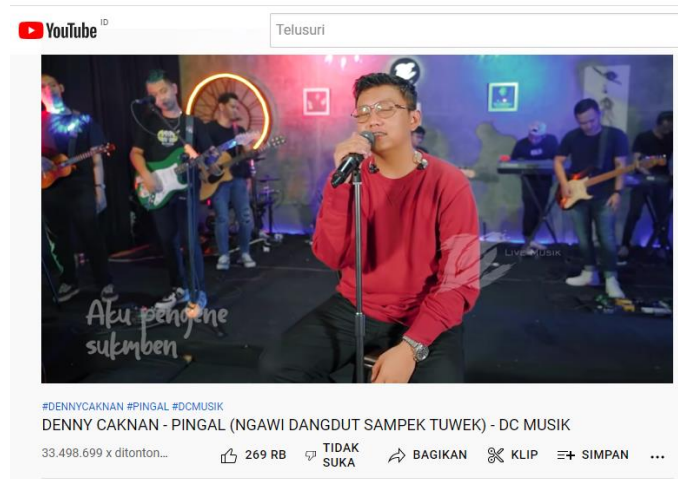 YouTube ID
Telusuri
LIVE MUSIK
Aku pengene
sukmben
#DENNYCAKNAN #PINGAL #DCMUSIK
DENNY CAKNAN - PINGAL (NGAWI DANGDUT SAMPEK TUWEK) - DC MUSIK
33.498.699 x ditonton...
269 RB
TIDAK
SUKA
BAGIKAN
KLIP
SIMPAN
...